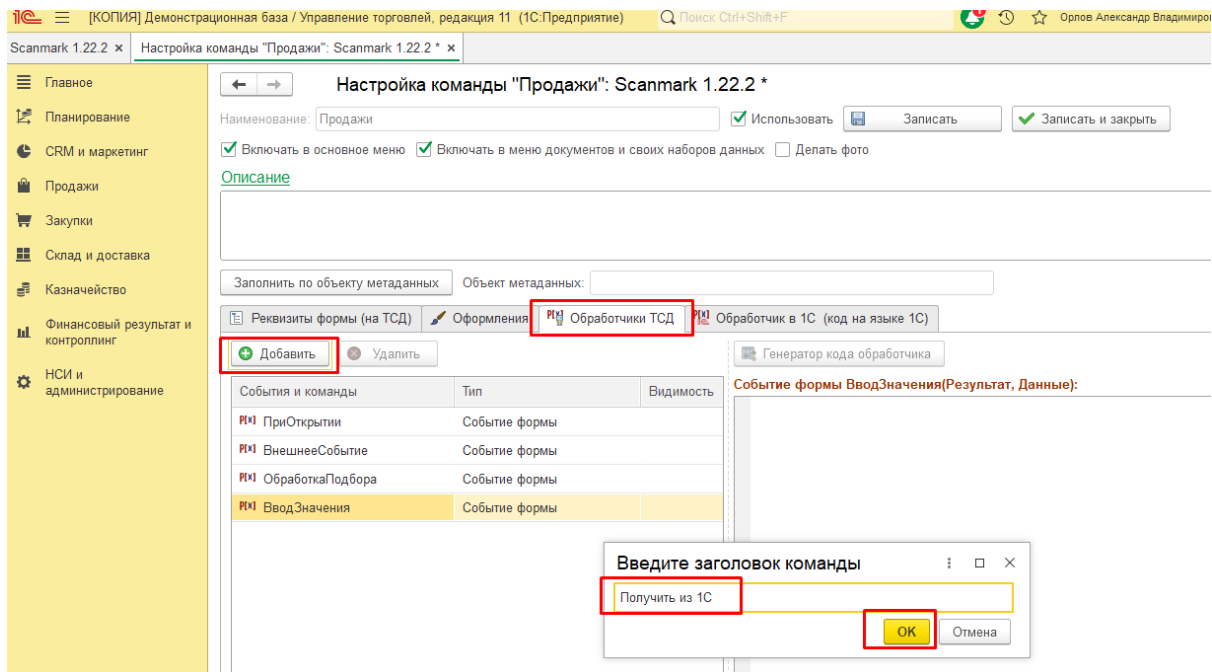 [КОПИЯ] Демонстрационная база / Управление торговлей, редакция 11 (1С:Предприятие)
Поиск Ctrl+Shift+F
Орлов Александр
Scanmark 1.22.2
Настройка команды "Продажи": Scanmark 1.22.2 *
Главное
Планирование
CRM и маркетинг
Продажи
Закупки
Склад и доставка
Казначейство
Финансовый результат и
контроллинг
НСИ и
администрирование
Настройка команды "Продажи": Scanmark 1.22.2 *
Наименование: Продажи
Использовать
Записать
Записать и закрыть
Включать в основное меню
Включать в меню документов и своих наборов данных
Делать фото
Описание
Заполнить по объекту метаданных
Объект метаданных:
Реквизиты формы (на ТСД)
Оформления
Обработчики ТСД
Обработчик в 1С (код на языке 1С)
Добавить
Удалить
Генератор кода обработчика
События и команды
Тип
Видимость
Событие формы ВводЗначения(Результат, Данные):
ПриОткрытии
Событие формы
ВнешнееСобытие
Событие формы
ОбработкаПодбора
Событие формы
ВводЗначения
Событие формы
Введите заголовок команды
Получить из 1С
ОК
Отмена